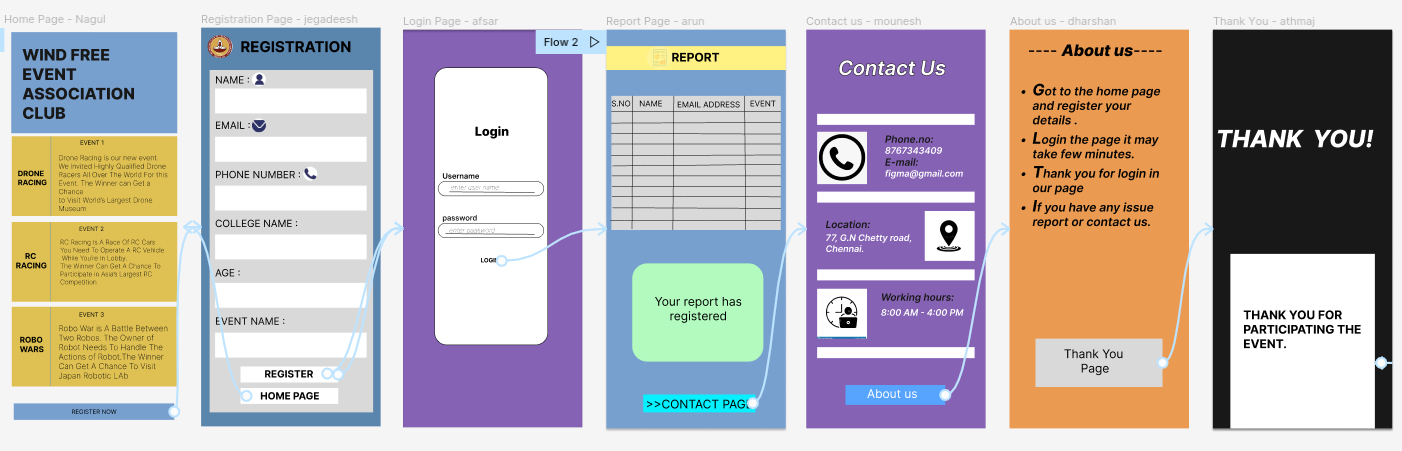 Home Page - Nagul
WIND FREE
EVENT
ASSOCIATION
CLUB
EVENT 1
DRONE
RACING
Drone Racing is our new event.
We Invited Highly Qualified Drone
Racers All Over The World For this
Event. The Winner can Get a
Chance
to Visit World's Largest Drone
Museum
EVENT 2
RC
RACING
RC Racing Is A Race Of RC Cars
You Need To Operate A RC Vehicle
While You're In Lobby.
The Winner Can Get A Chance To
Participate in Asia's Largest RC
Competition
EVENT 3
ROBO
WARS
Robo War is A Battle Between
Two Robos. The Owner of
Robot Needs To Handle The
Actions of Robot.The Winner
Can Get A Chance To Visit
Japan Robotic LAb
REGISTER NOW
Registration Page - jegadeesh
REGISTRATION
NAME :
EMAIL :
PHONE NUMBER :
COLLEGE NAME :
AGE :
EVENT NAME :
REGISTER
HOME PAGE
Login Page - afsar
Flow 2
Login
Username
enter user name
password
enter password
Report Page - arun
REPORT
S.NO NAME EMAIL ADDRESS EVENT
Your report has
registered
>>CONTACT PAG
Contact us - mounesh
Contact Us
Phone.no:
8767343409
E-mail:
figma@gmail.com
Location:
77, G.N Chetty road,
Chennai.
Working hours:
8:00 AM - 4:00 PM
About us
About us - dharshan
---- About us----
• Got to the home page
and register your
details .
• Login the page it may
take few minutes.
• Thank you for login in
our page
• If you have any issue
report or contact us.
Thank You
Page
Thank You - athmaj
THANK YOU!
THANK YOU FOR
PARTICIPATING THE
EVENT.